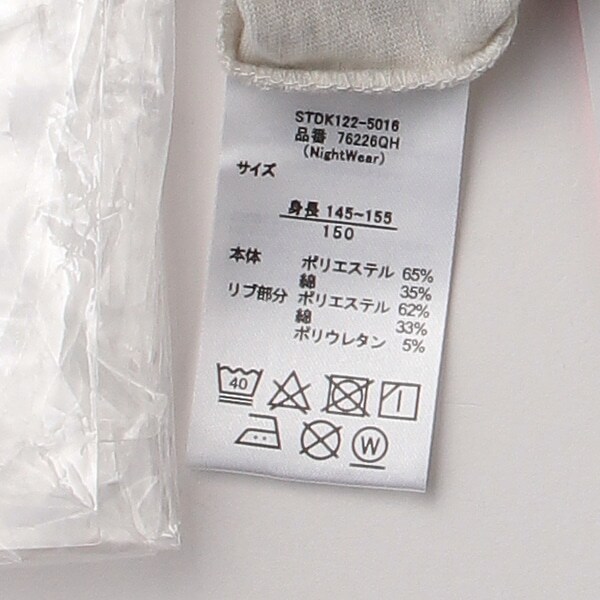 STDK122-5016
品番 76226QH
(NightWear)
サイズ
身長 145~155
150
本体 ポリエステル 65%
綿 35%
リブ部分 ポリエステル 62%
綿 33%
ポリウレタン 5%
40
W